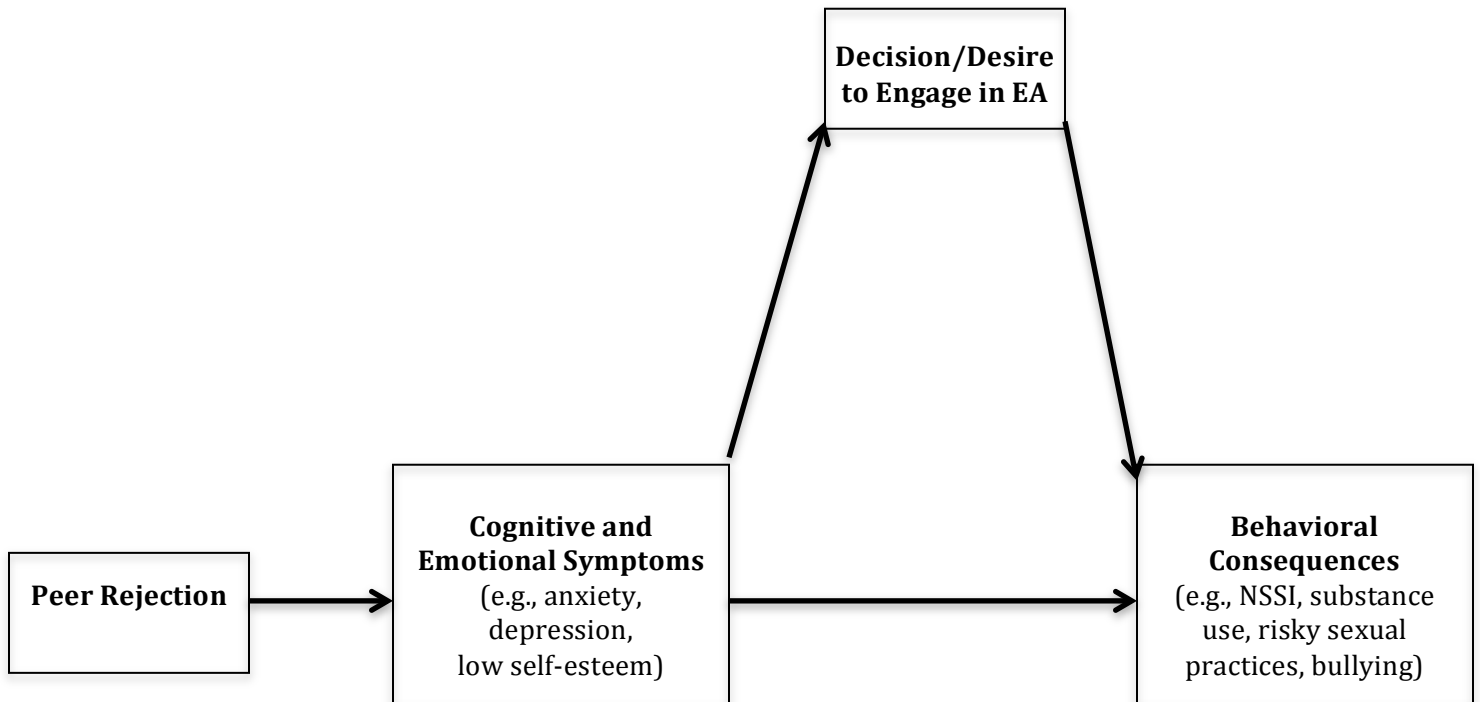 Decision/Desire
to Engage in EA
Peer Rejection
Cognitive and
Emotional Symptoms
(e.g., anxiety,
depression,
low self-esteem)
Behavioral
Consequences
(e.g., NSSI, substance
use, risky sexual
practices, bullying)